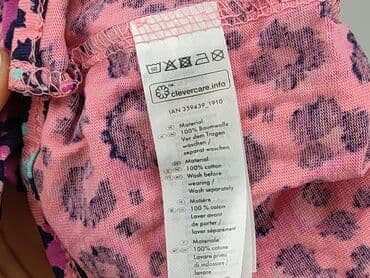 clevercare.info
IAN 359439_1910
Material
100% Baumwolle
Vor dem Tragen
waschen /
separat waschen
Material:
100% cotton
Wash before
wearing /
Wash separately
Matière
100 % coton
Laver avant
de porter /
laver séparément
Materiale:
100% cotone
Lavare prima
di indossare /